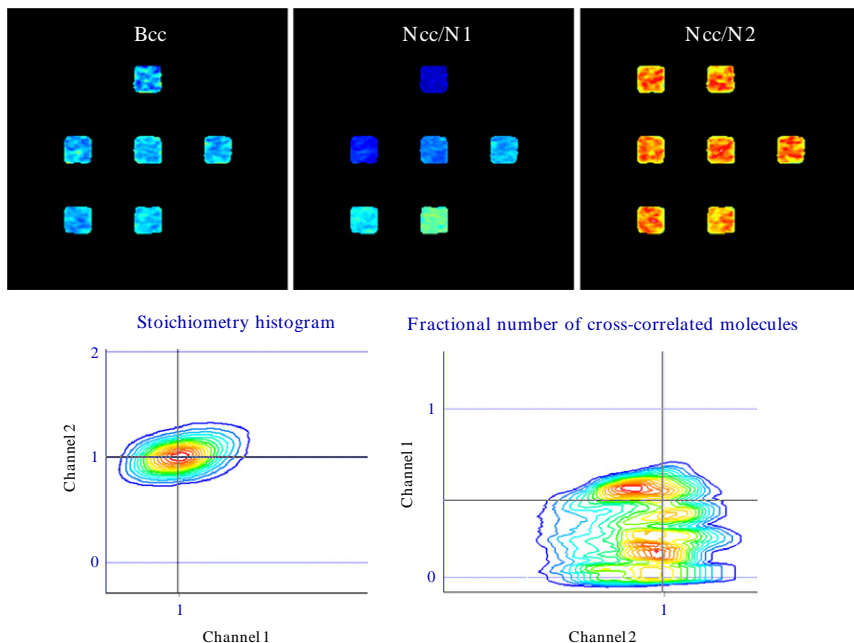 Bcc
Ncc/N1
Ncc/N2
Stoichiometry histogram
Fractional number of cross-correlated molecules
2
1
0
Channel 2
1
Channel 1
1
0
Channel 1
1
Channel 2